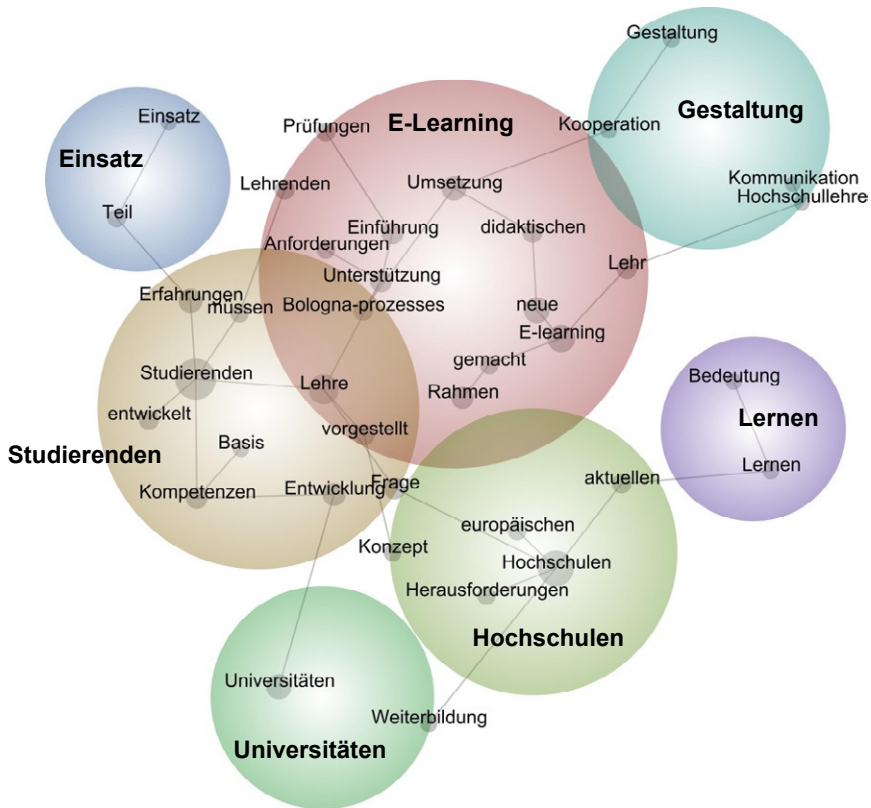 Gestaltung
Einsatz
Prüfungen
E-Learning
Kooperation
Gestaltung
Einsatz
Lehrenden
Umsetzung
Kommunikation
Hochschullehre
Teil
Einführung
didaktischen
Anforderungen
Unterstützung
Lehr
Erfahrungen
müssen
Bologna-prozesses
neue
E-learning
gemacht
Studierenden
Lehre
Rahmen
Bedeutung
entwickelt
vorgestellt
Lernen
Basis
Studierenden
Lernen
Kompetenzen
Entwicklung
Frage
aktuellen
europäischen
Konzept
Hochschulen
Herausforderungen
Hochschulen
Universitäten
Weiterbildung
Universitäten